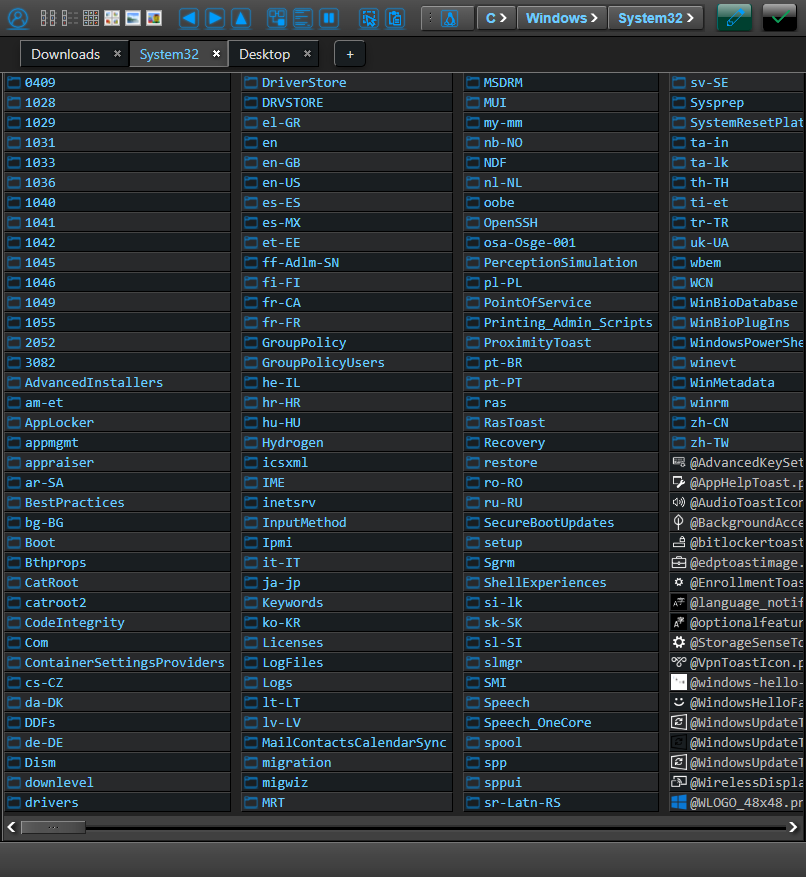 C
Windows
System32
Downloads
System32
Desktop
+
0409
1028
1029
1031
1033
1036
1040
1041
1042
1045
1046
1049
1055
2052
3082
AdvancedInstallers
am-et
AppLocker
appmgmt
appraiser
ar-SA
BestPractices
bg-BG
Boot
Bthprops
CatRoot
catroot2
CodeIntegrity
Com
ContainerSettingsProviders
cs-CZ
da-DK
DDFs
de-DE
Dism
downlevel
drivers
DriverStore
DRVSTORE
el-GR
en
en-GB
en-US
es-ES
es-MX
et-EE
ff-Adlm-SN
fi-FI
fr-CA
fr-FR
GroupPolicy
GroupPolicyUsers
he-IL
hr-HR
hu-HU
Hydrogen
icsxml
IME
inetsrv
InputMethod
Ipmi
it-IT
ja-jp
Keywords
ko-KR
Licenses
LogFiles
Logs
lt-LT
lv-LV
MailContactsCalendarSync
migration
migwiz
MRT
MSDRM
MUI
my-mm
nb-NO
NDF
nl-NL
oobe
OpenSSH
osa-Osge-001
PerceptionSimulation
pl-PL
PointOfService
Printing_Admin_Scripts
ProximityToast
pt-BR
pt-PT
ras
RasToast
Recovery
restore
ro-RO
ru-RU
SecureBootUpdates
setup
Sgrm
ShellExperiences
si-lk
sk-SK
sl-SI
slmgr
SMI
Speech
Speech_OneCore
spool
spp
sppui
sr-Latn-RS
sv-SE
Sysprep
SystemResetPlat
ta-in
ta-lk
th-TH
ti-et
tr-TR
uk-UA
wbem
WCN
WinBioDatabase
WinBioPlugIns
WindowsPowerShe
winevt
WinMetadata
winrm
zh-CN
zh-TW
@AdvancedKeySet
@AppHelpToast.p
@AudioToastIcon
@BackgroundAcce
@bitlockertoast
@edptoastimage.
@EnrollmentToas
@language_notif
@optionalfeatur
@StorageSenseTo
@VpnToastIcon.p
@windows-hello-
@WindowsHelloFa
@WindowsUpdateT
@WindowsUpdateT
@WindowsUpdateT
@WirelessDispla
@WLOGO_48x48.pn